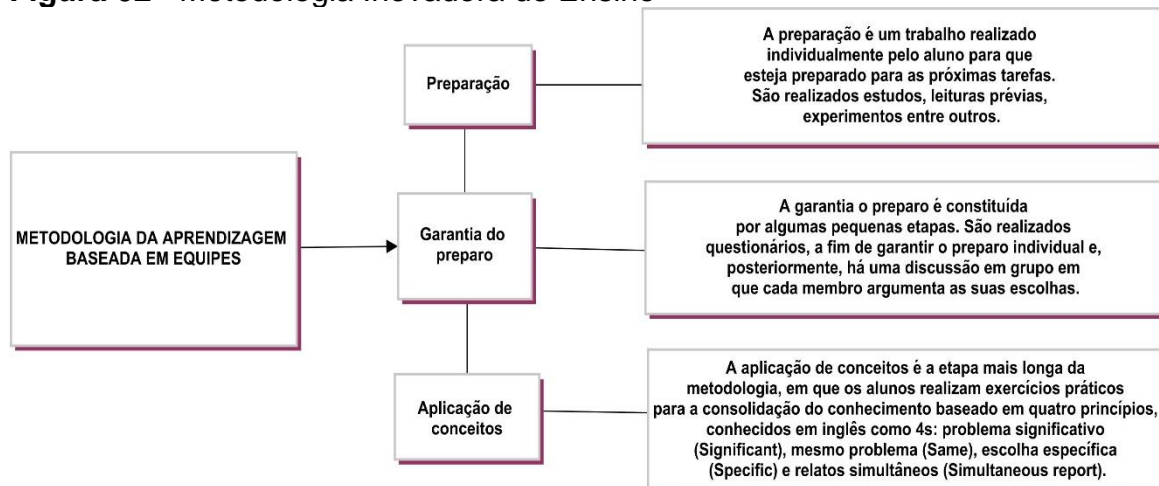 Preparação
A preparação é um trabalho realizado
individualmente pelo aluno para que
esteja preparado para as próximas tarefas.
São realizados estudos, leituras prévias,
experimentos entre outros.
METODOLOGIA DA APRENDIZAGEM
BASEADA EM EQUIPES
Garantia do
preparo
A garantia o preparo é constituída
por algumas pequenas etapas. São realizados
questionários, a fim de garantir o preparo individual e,
posteriormente, há uma discussão em grupo em
que cada membro argumenta as suas escolhas.
Aplicação de
conceitos
A aplicação de conceitos é a etapa mais longa da
metodologia, em que os alunos realizam exercícios práticos
para a consolidação do conhecimento baseado em quatro princípios,
conhecidos em inglês como 4s: problema significativo
(Significant), mesmo problema (Same), escolha específica
(Specific) e relatos simultâneos (Simultaneous report).